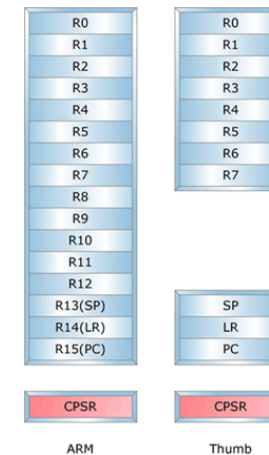 R0
R1
R2
R3
R4
R5
R6
R7
R8
R9
R10
R11
R12
R13(SP)
R14(LR)
R15(PC)
CPSR
ARM
R0
R1
R2
R3
R4
R5
R6
R7
SP
LR
PC
CPSR
Thumb